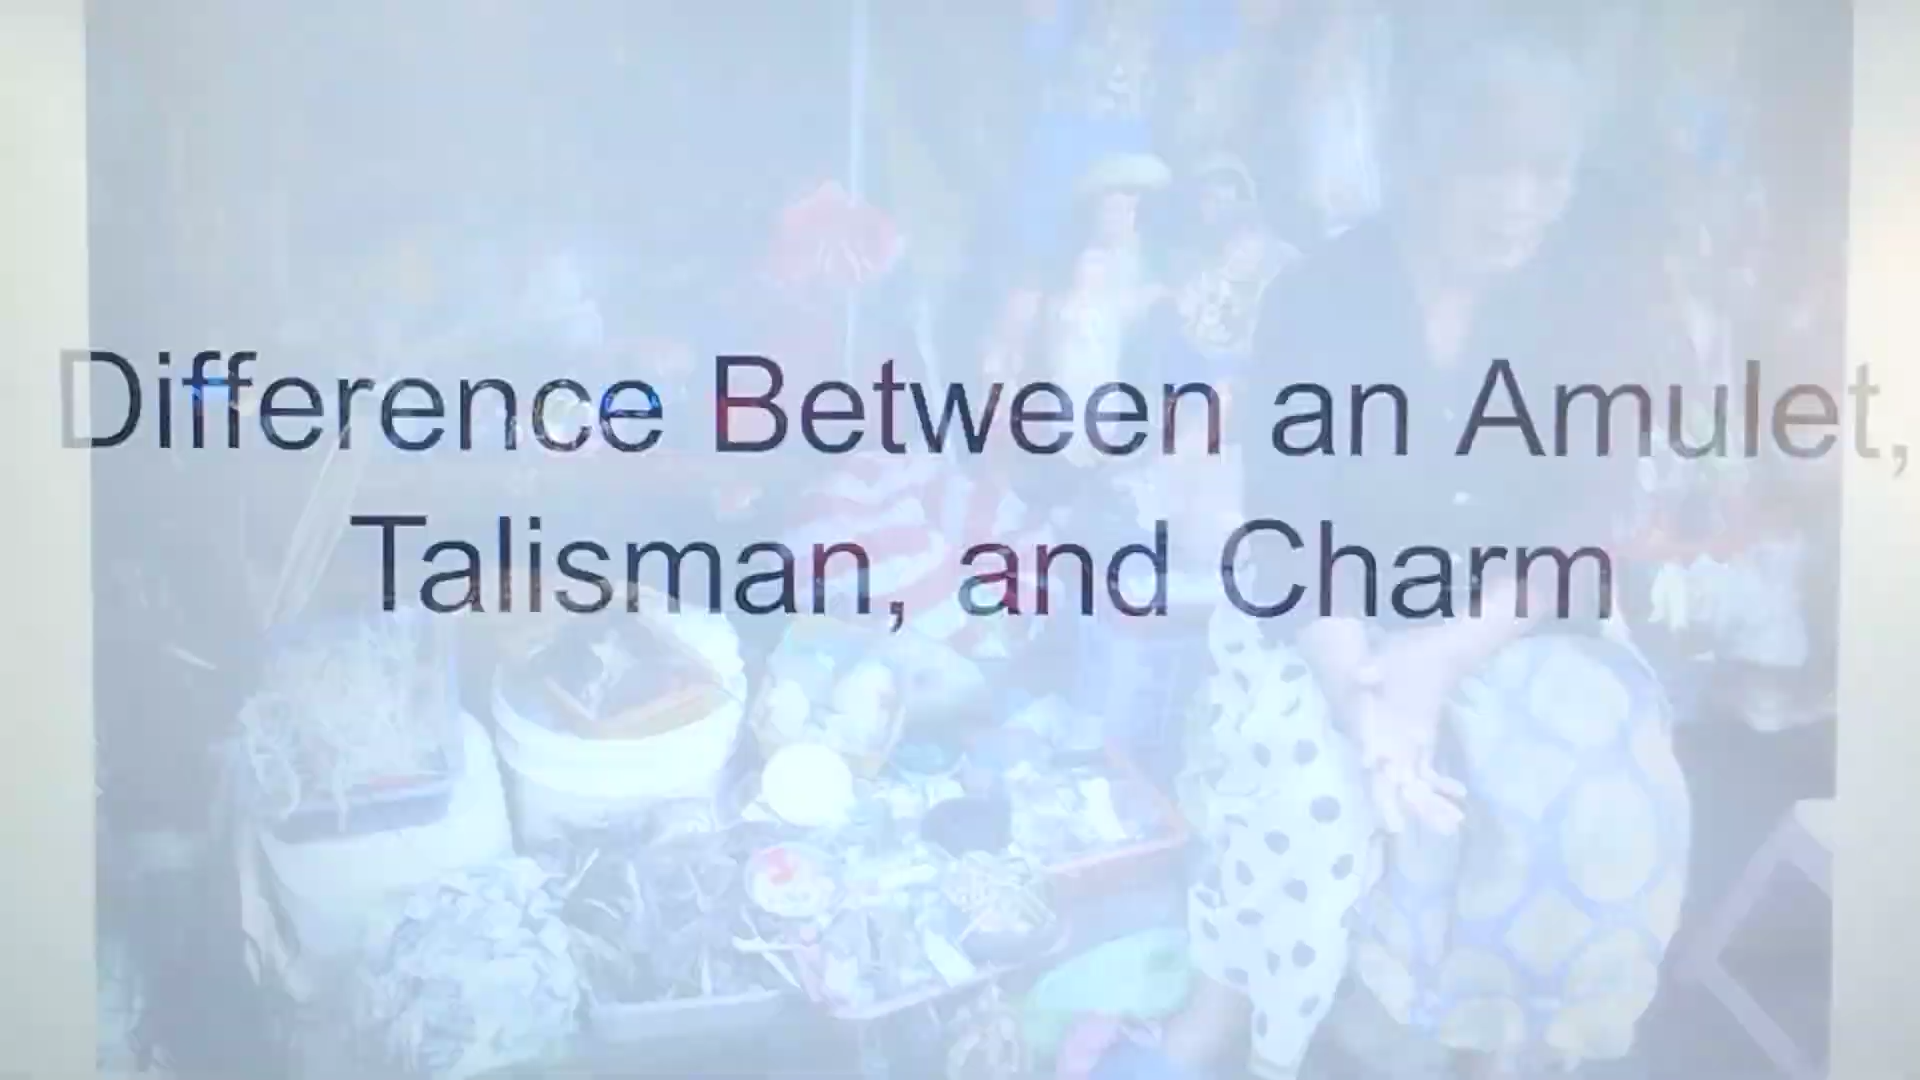 Difference Between an Amulet,
Talisman, and Charm